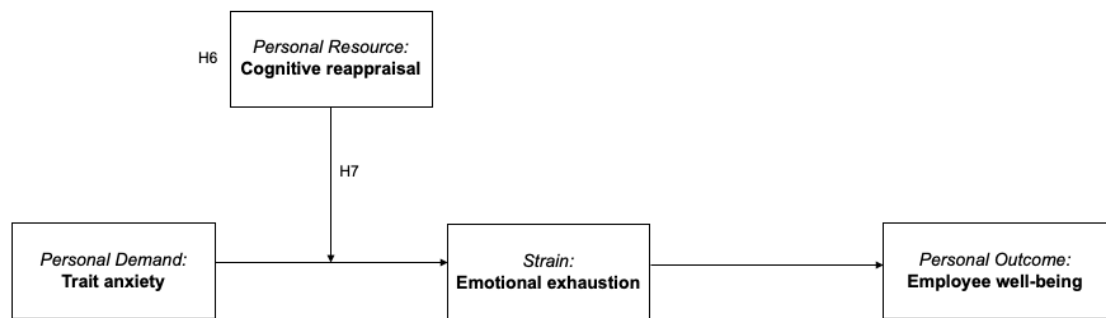 H6
Personal Resource:
Cognitive reappraisal
H7
Personal Demand:
Trait anxiety
Strain:
Emotional exhaustion
Personal Outcome:
Employee well-being